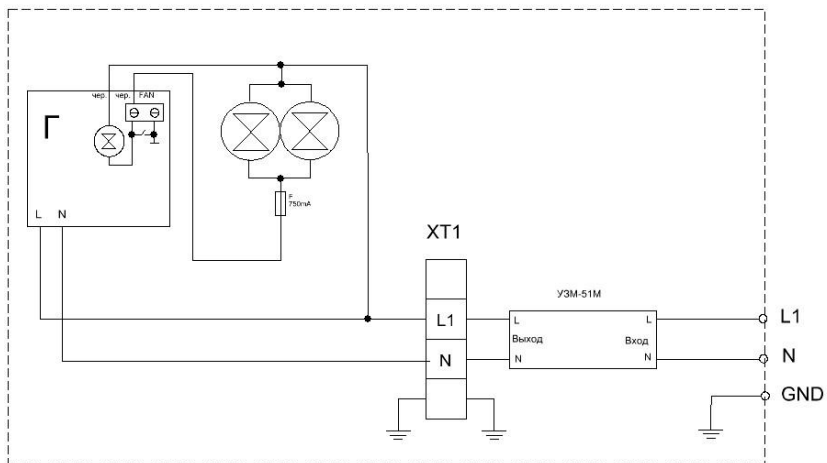 чер. чер. FAN
Г
L N
F
750mA
XT1
УЗМ-51М
L1
L L
L1
Выход Вход
N
N N
N
GND